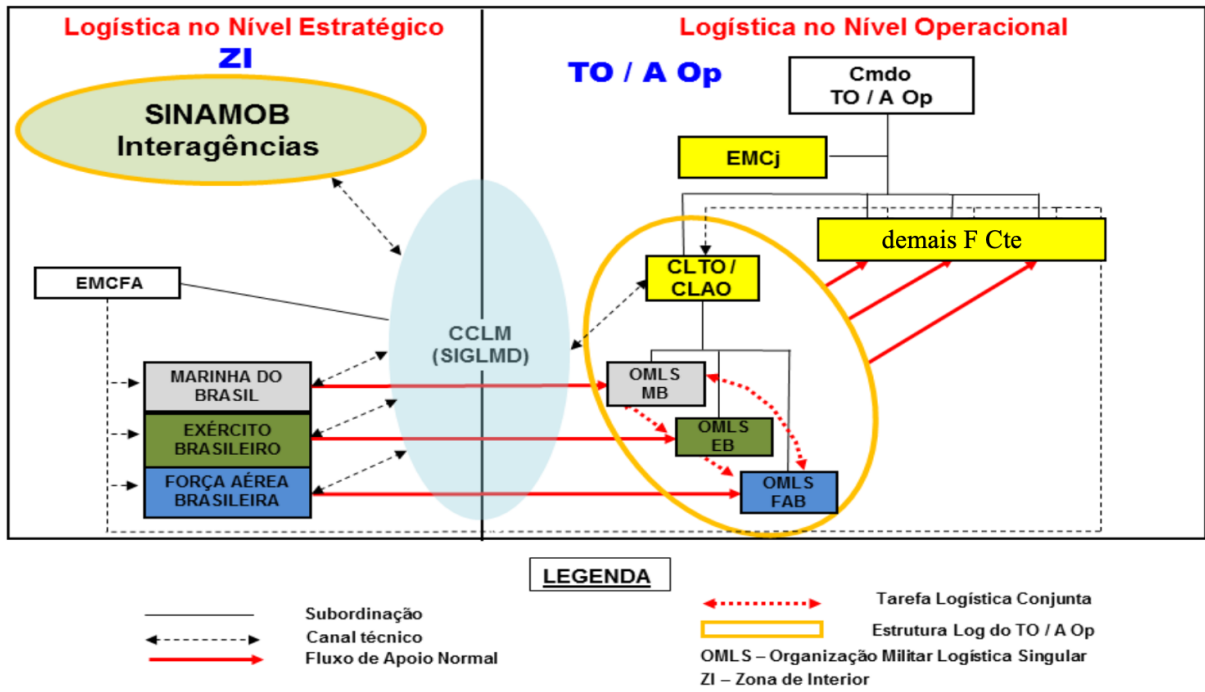 Logística no Nível Estratégico
ZI
SINAMOB
Interagências
EMCFA
MARINHA DO
BRASIL
EXÉRCITO
BRASILEIRO
FORÇA AÉREA
BRASILEIRA
CCLM
(SIGLMD)
Logística no Nível Operacional
TO / A Op
Cmdo
TO / A Op
EMCj
demais F Cte
CLTO/
CLAO
OMLS
MB
OMLS
EB
OMLS
FAB
LEGENDA
Subordinação
Canal técnico
Fluxo de Apoio Normal
Tarefa Logística Conjunta
Estrutura Log do TO / A Op
OMLS – Organização Militar Logística Singular
ZI – Zona de Interior